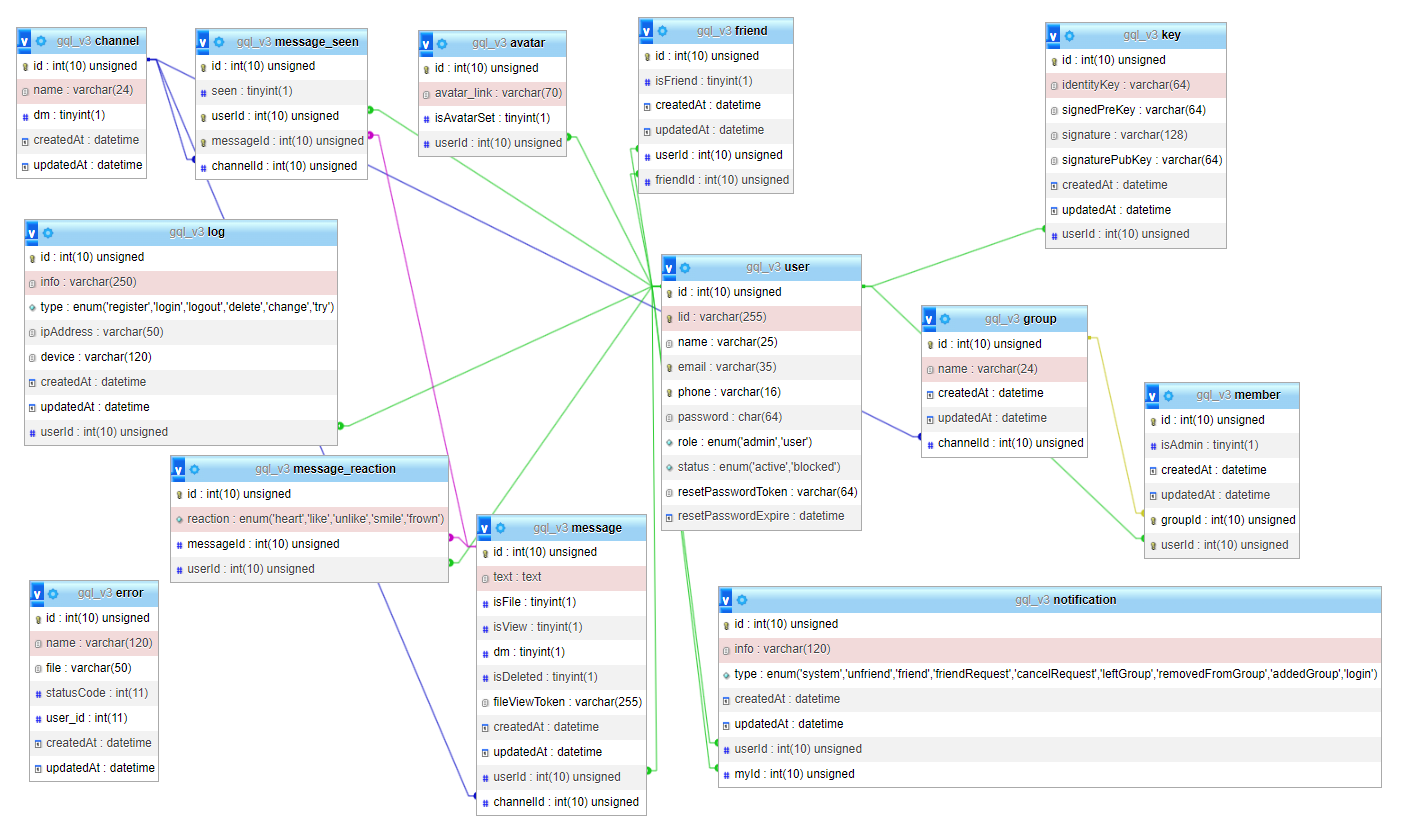 gql_v3 channel
id : int(10) unsigned
name : varchar(24)
dm : tinyint(1)
createdAt : datetime
updatedAt : datetime
gql_v3 message_seen
id : int(10) unsigned
seen : tinyint(1)
userId : int(10) unsigned
messageId : int(10) unsigned
channelId : int(10) unsigned
gql_v3 avatar
id : int(10) unsigned
avatar_link : varchar(70)
isAvatarSet : tinyint(1)
userId : int(10) unsigned
gql_v3 friend
id : int(10) unsigned
isFriend : tinyint(1)
createdAt : datetime
updatedAt : datetime
userId : int(10) unsigned
friendId : int(10) unsigned
gql_v3 key
id : int(10) unsigned
identityKey : varchar(64)
signedPreKey : varchar(64)
signature : varchar(128)
signaturePubKey : varchar(64)
createdAt : datetime
updatedAt : datetime
userId : int(10) unsigned
gql_v3 log
id : int(10) unsigned
info : varchar(250)
type : enum('register','login','logout','delete','change','try')
ipAddress : varchar(50)
device : varchar(120)
createdAt : datetime
updatedAt : datetime
userId : int(10) unsigned
gql_v3 user
id : int(10) unsigned
lid : varchar(255)
name : varchar(25)
email : varchar(35)
phone : varchar(16)
password : char(64)
role : enum('admin','user')
status : enum('active','blocked')
resetPasswordToken : varchar(64)
resetPasswordExpire : datetime
gql_v3 group
id : int(10) unsigned
name : varchar(24)
createdAt : datetime
updatedAt : datetime
channelId : int(10) unsigned
gql_v3 member
id : int(10) unsigned
isAdmin : tinyint(1)
createdAt : datetime
updatedAt : datetime
groupId : int(10) unsigned
userId : int(10) unsigned
gql_v3 message_reaction
id : int(10) unsigned
reaction : enum('heart','like','unlike','smile','frown')
messageId : int(10) unsigned
userId : int(10) unsigned
gql_v3 message
id : int(10) unsigned
text : text
isFile : tinyint(1)
isView : tinyint(1)
dm : tinyint(1)
isDeleted : tinyint(1)
fileViewToken : varchar(255)
createdAt : datetime
updatedAt : datetime
userId : int(10) unsigned
channelId : int(10) unsigned
gql_v3 error
id : int(10) unsigned
name : varchar(120)
file : varchar(50)
statusCode : int(11)
user_id : int(11)
createdAt : datetime
updatedAt : datetime
gql_v3 notification
id : int(10) unsigned
info : varchar(120)
type : enum('system','unfriend','friend','friendRequest','cancelRequest','leftGroup','removedFromGroup','addedGroup','login')
createdAt : datetime
updatedAt : datetime
userId : int(10) unsigned
myId : int(10) unsigned